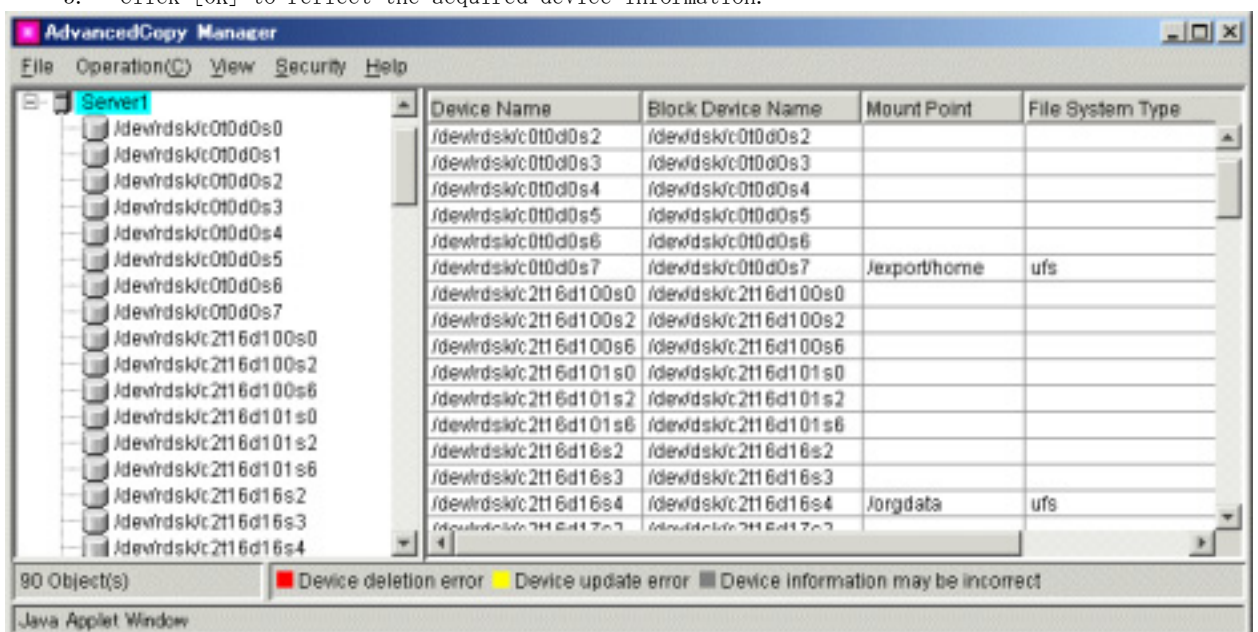 Click [OK] to reflect the acquired device information.
AdvancedCopy Manager
File Operation(C) View Security Help
Server1
/dev/rdsk/c0t0d0s0
/dev/rdsk/c0t0d0s1
/dev/rdsk/c0t0d0s2
/dev/rdsk/c0t0d0s3
/dev/rdsk/c0t0d0s4
/dev/rdsk/c0t0d0s5
/dev/rdsk/c0t0d0s6
/dev/rdsk/c0t0d0s7
/dev/rdsk/c2t16d100s0
/dev/rdsk/c2t16d100s2
/dev/rdsk/c2t16d100s6
/dev/rdsk/c2t16d101s0
/dev/rdsk/c2t16d101s2
/dev/rdsk/c2t16d101s6
/dev/rdsk/c2t16d16s2
/dev/rdsk/c2t16d16s3
/dev/rdsk/c2t16d16s4
Device Name Block Device Name Mount Point File System Type
/dev/rdsk/c0t0d0s2 /dev/dsk/c0t0d0s2
/dev/rdsk/c0t0d0s3 /dev/dsk/c0t0d0s3
/dev/rdsk/c0t0d0s4 /dev/dsk/c0t0d0s4
/dev/rdsk/c0t0d0s5 /dev/dsk/c0t0d0s5
/dev/rdsk/c0t0d0s6 /dev/dsk/c0t0d0s6
/dev/rdsk/c0t0d0s7 /dev/dsk/c0t0d0s7 /export/home ufs
/dev/rdsk/c2t16d100s0 /dev/dsk/c2t16d100s0
/dev/rdsk/c2t16d100s2 /dev/dsk/c2t16d100s2
/dev/rdsk/c2t16d100s6 /dev/dsk/c2t16d100s6
/dev/rdsk/c2t16d101s0 /dev/dsk/c2t16d101s0
/dev/rdsk/c2t16d101s2 /dev/dsk/c2t16d101s2
/dev/rdsk/c2t16d101s6 /dev/dsk/c2t16d101s6
/dev/rdsk/c2t16d16s2 /dev/dsk/c2t16d16s2
/dev/rdsk/c2t16d16s3 /dev/dsk/c2t16d16s3
/dev/rdsk/c2t16d16s4 /dev/dsk/c2t16d16s4 /orgdata ufs
90 Object(s) Device deletion error Device update error Device information may be incorrect
Java Applet Window